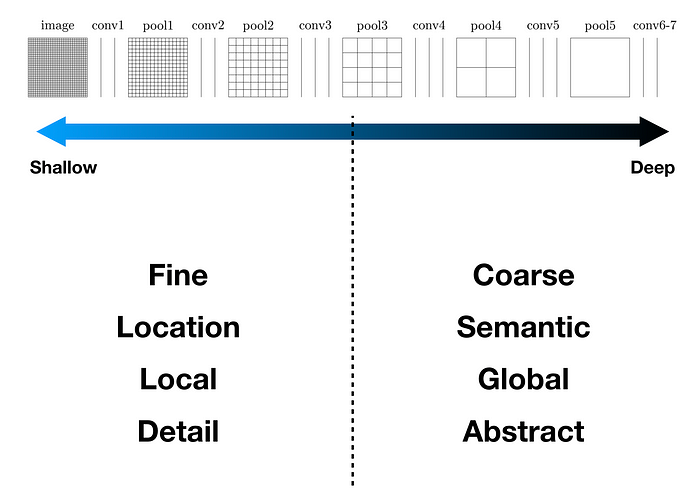 image conv1 pool1 conv2 pool2 conv3 pool3 conv4 pool4 conv5 pool5 conv6-7
Shallow Deep
Fine Coarse
Location Semantic
Local Global
Detail Abstract